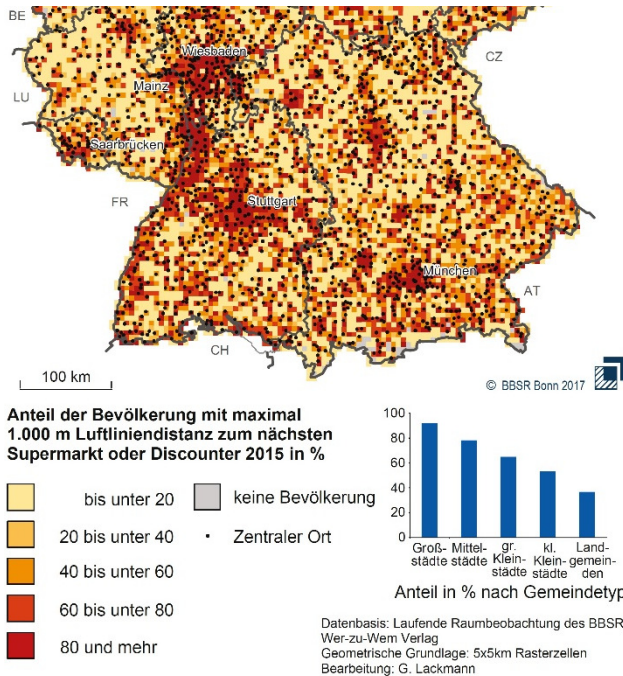 BE
Wiesbaden
CZ
Mainz
LU
Saarbrücken
FR
Stuttgart
München
AT
CH
100 km
© BBSR Bonn 2017
Anteil der Bevölkerung mit maximal
1.000 m Luftliniendistanz zum nächsten
Supermarkt oder Discounter 2015 in %
bis unter 20
keine Bevölkerung
20 bis unter 40
Zentraler Ort
40 bis unter 60
60 bis unter 80
80 und mehr
100
80
60
40
20
0
Groß-
städte
Mittel-
städte
gr.
Klein-
städte
kl.
Klein-
städte
Land-
gemein-
den
Anteil in % nach Gemeindetyp
Datenbasis: Laufende Raumbeobachtung des BBSR
Wer-zu-Wem Verlag
Geometrische Grundlage: 5x5km Rasterzellen
Bearbeitung: G. Lackmann